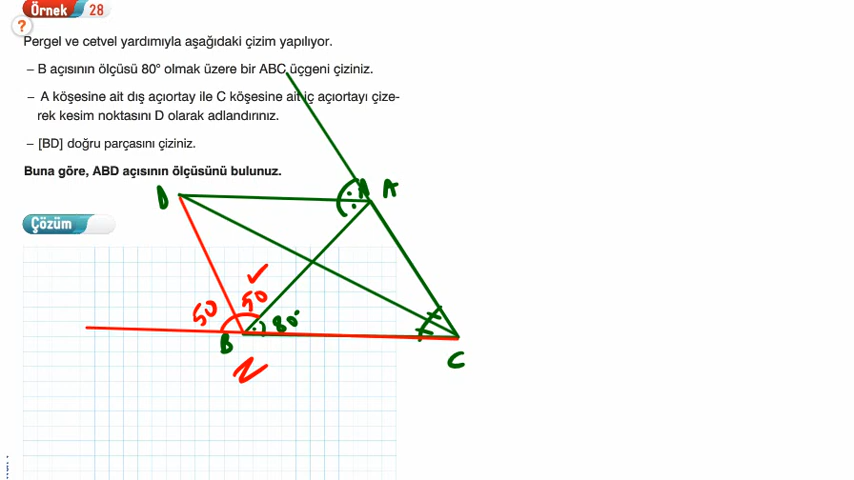 Örnek 28
?
Pergel ve cetvel yardımıyla aşağıdaki çizim yapılıyor.
– B açısının ölçüsü 80° olmak üzere bir ABC üçgeni çiziniz.
– A köşesine ait dış açıortay ile C köşesine ait iç açıortayı çize-
rek kesim noktasını D olarak adlandırınız.
– [BD] doğru parçasını çiziniz.
Buna göre, ABD açısının ölçüsünü bulunuz.
D
A
Çözüm
50
50
80°
B
C